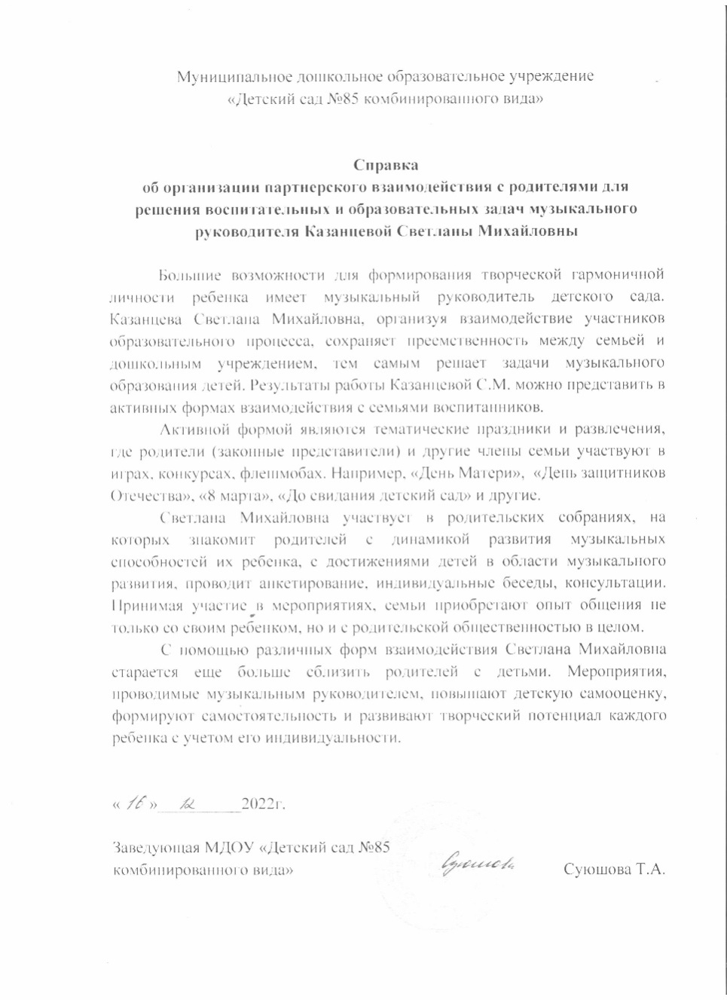 Муниципальное дошкольное образовательное учреждение
«Детский сад №85 комбинированного вида»
Справка
об организации партнерского взаимодействия с родителями для
решения воспитательных и образовательных задач музыкального
руководителя Казанцевой Светланы Михайловны
Большие возможности для формирования творческой гармоничной
личности ребенка имеет музыкальный руководитель детского сада.
Казанцева Светлана Михайловна, организуя взаимодействие участников
образовательного процесса, сохраняет преемственность между семьей и
дошкольным учреждением, тем самым решает задачи музыкального
образования детей. Результаты работы Казанцевой С.М. можно представить в
активных формах взаимодействия с семьями воспитанников.
Активной формой являются тематические праздники и развлечения,
где родители (законные представители) и другие члены семьи участвуют в
играх, конкурсах, флешмобах. Например, «День Матери», «День защитников
Отечества», «8 марта», «До свидания детский сад» и другие.
Светлана Михайловна участвует в родительских собраниях, на
которых знакомит родителей с динамикой развития музыкальных
способностей их ребенка, с достижениями детей в области музыкального
развития, проводит анкетирование, индивидуальные беседы, консультации.
Принимая участие в мероприятиях, семьи приобретают опыт общения не
только со своим ребенком, но и с родительской общественностью в целом.
С помощью различных форм взаимодействия Светлана Михайловна
старается еще больше сблизить родителей с детьми. Мероприятия,
проводимые музыкальным руководителем, повышают детскую самооценку,
формируют самостоятельность и развивают творческий потенциал каждого
ребенка с учетом его индивидуальности.
« 16 » 12 2022г.
Заведующая МДОУ «Детский сад №85
комбинированного вида» Суюшова Суюшова Т.А.